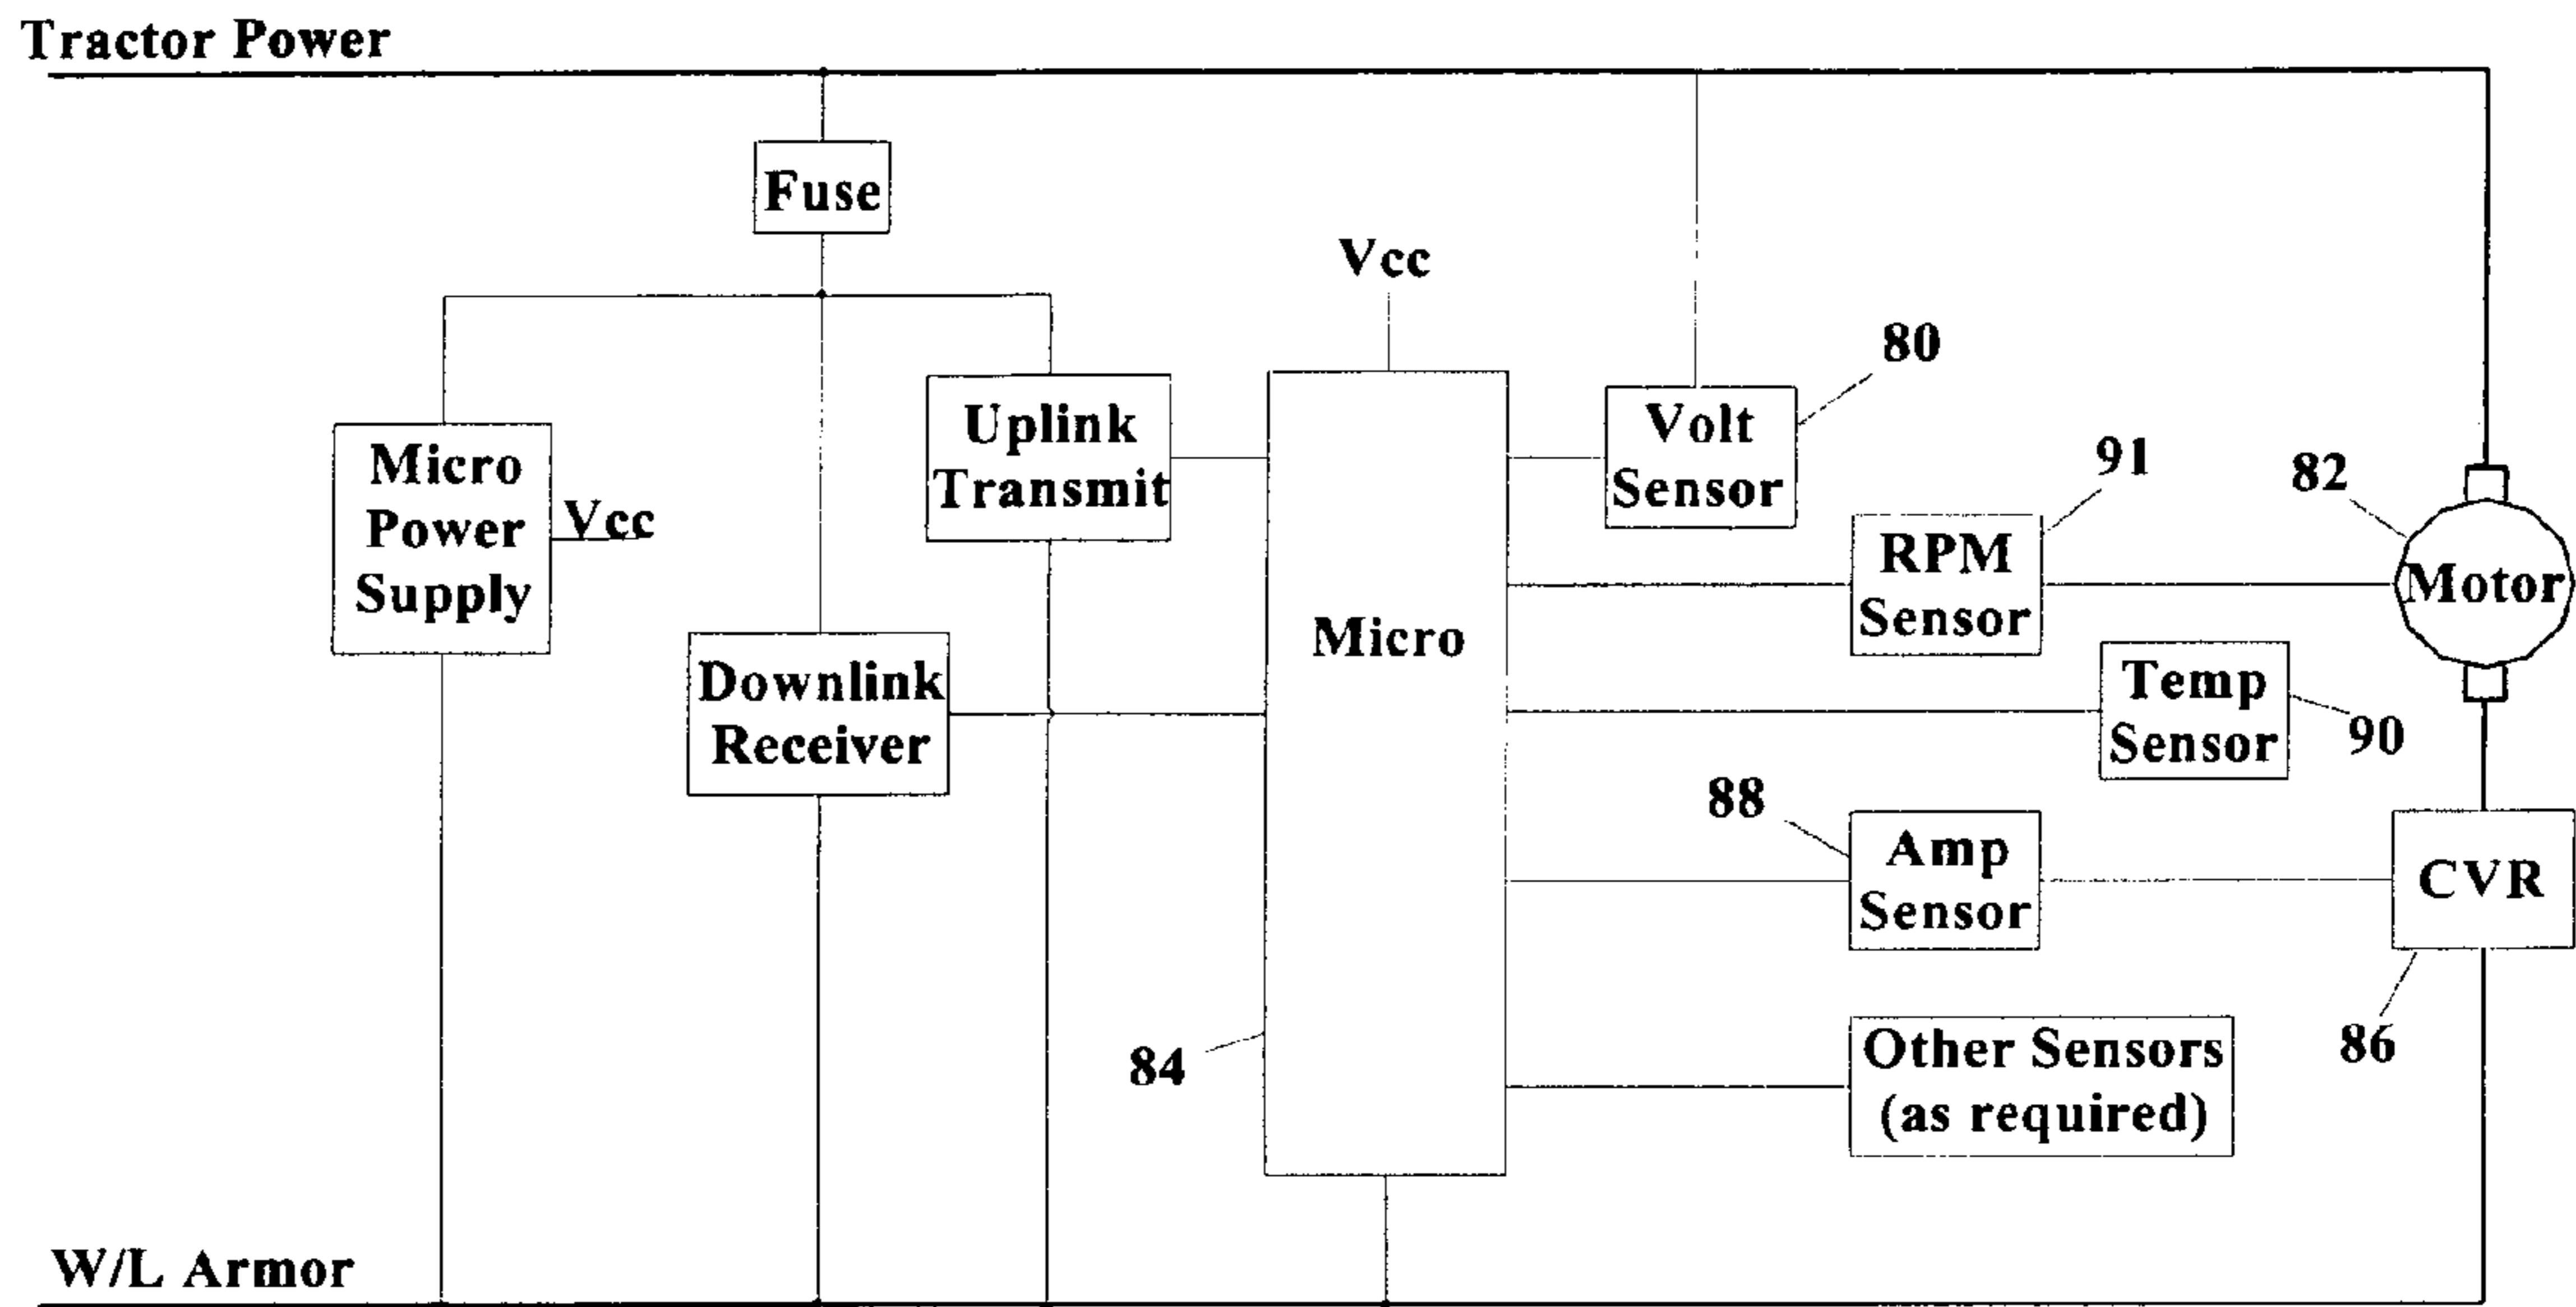 Tractor Power
Fuse
Vcc
80
Uplink
Transmit
Volt
Sensor
91
82
Micro
Power
Supply
Vcc
RPM
Sensor
Motor
Micro
Downlink
Receiver
Temp
Sensor
90
88
Amp
Sensor
CVR
84
Other Sensors
(as required)
86
W/L Armor